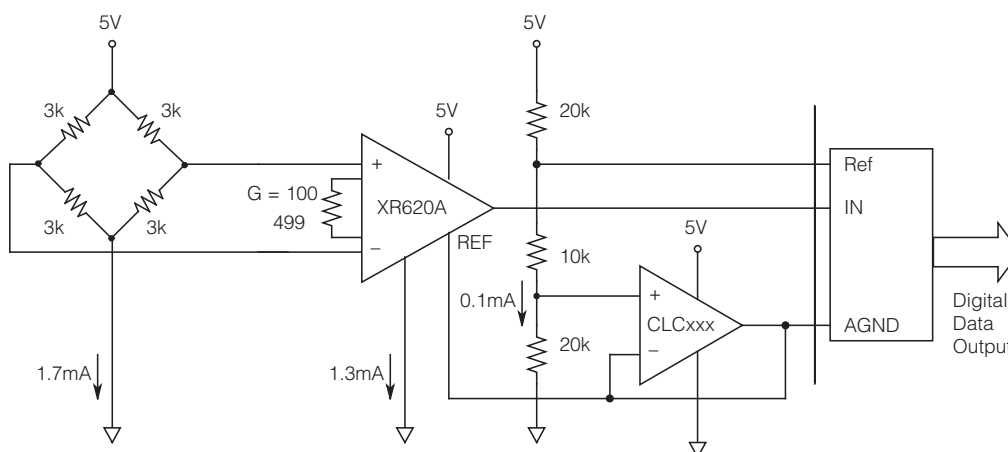 5V
5V
3k
3k
5V
20k
Ref
G = 100
499
XR620A
IN
3k
3k
REF
5V
10k
0.1mA
CLCxxx
AGND
Digital
Data
Output
20k
1.7mA
1.3mA
+
−
+
−